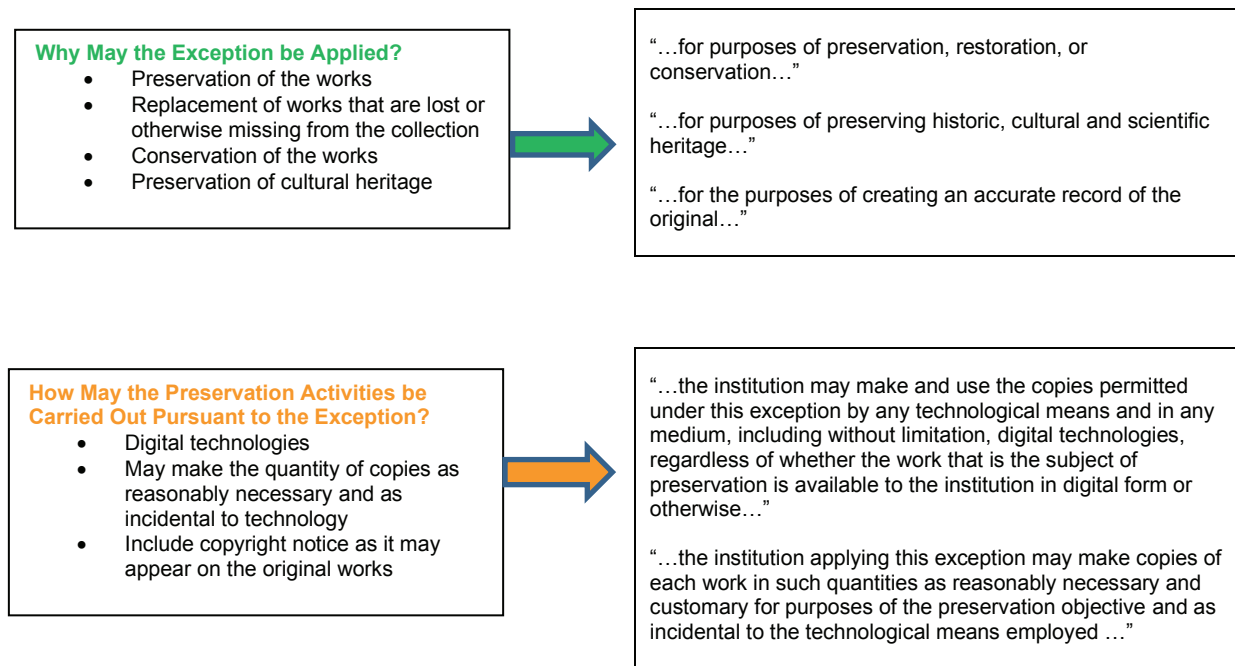 Why May the Exception be Applied?
• Preservation of the works
• Replacement of works that are lost or
otherwise missing from the collection
• Conservation of the works
• Preservation of cultural heritage
“…for purposes of preservation, restoration, or
conservation…”
“…for purposes of preserving historic, cultural and scientific
heritage…”
“…for the purposes of creating an accurate record of the
original…”
How May the Preservation Activities be
Carried Out Pursuant to the Exception?
• Digital technologies
• May make the quantity of copies as
reasonably necessary and as
incidental to technology
• Include copyright notice as it may
appear on the original works
“…the institution may make and use the copies permitted
under this exception by any technological means and in any
medium, including without limitation, digital technologies,
regardless of whether the work that is the subject of
preservation is available to the institution in digital form or
otherwise…”
“…the institution applying this exception may make copies of
each work in such quantities as reasonably necessary and
customary for purposes of the preservation objective and as
incidental to the technological means employed …”